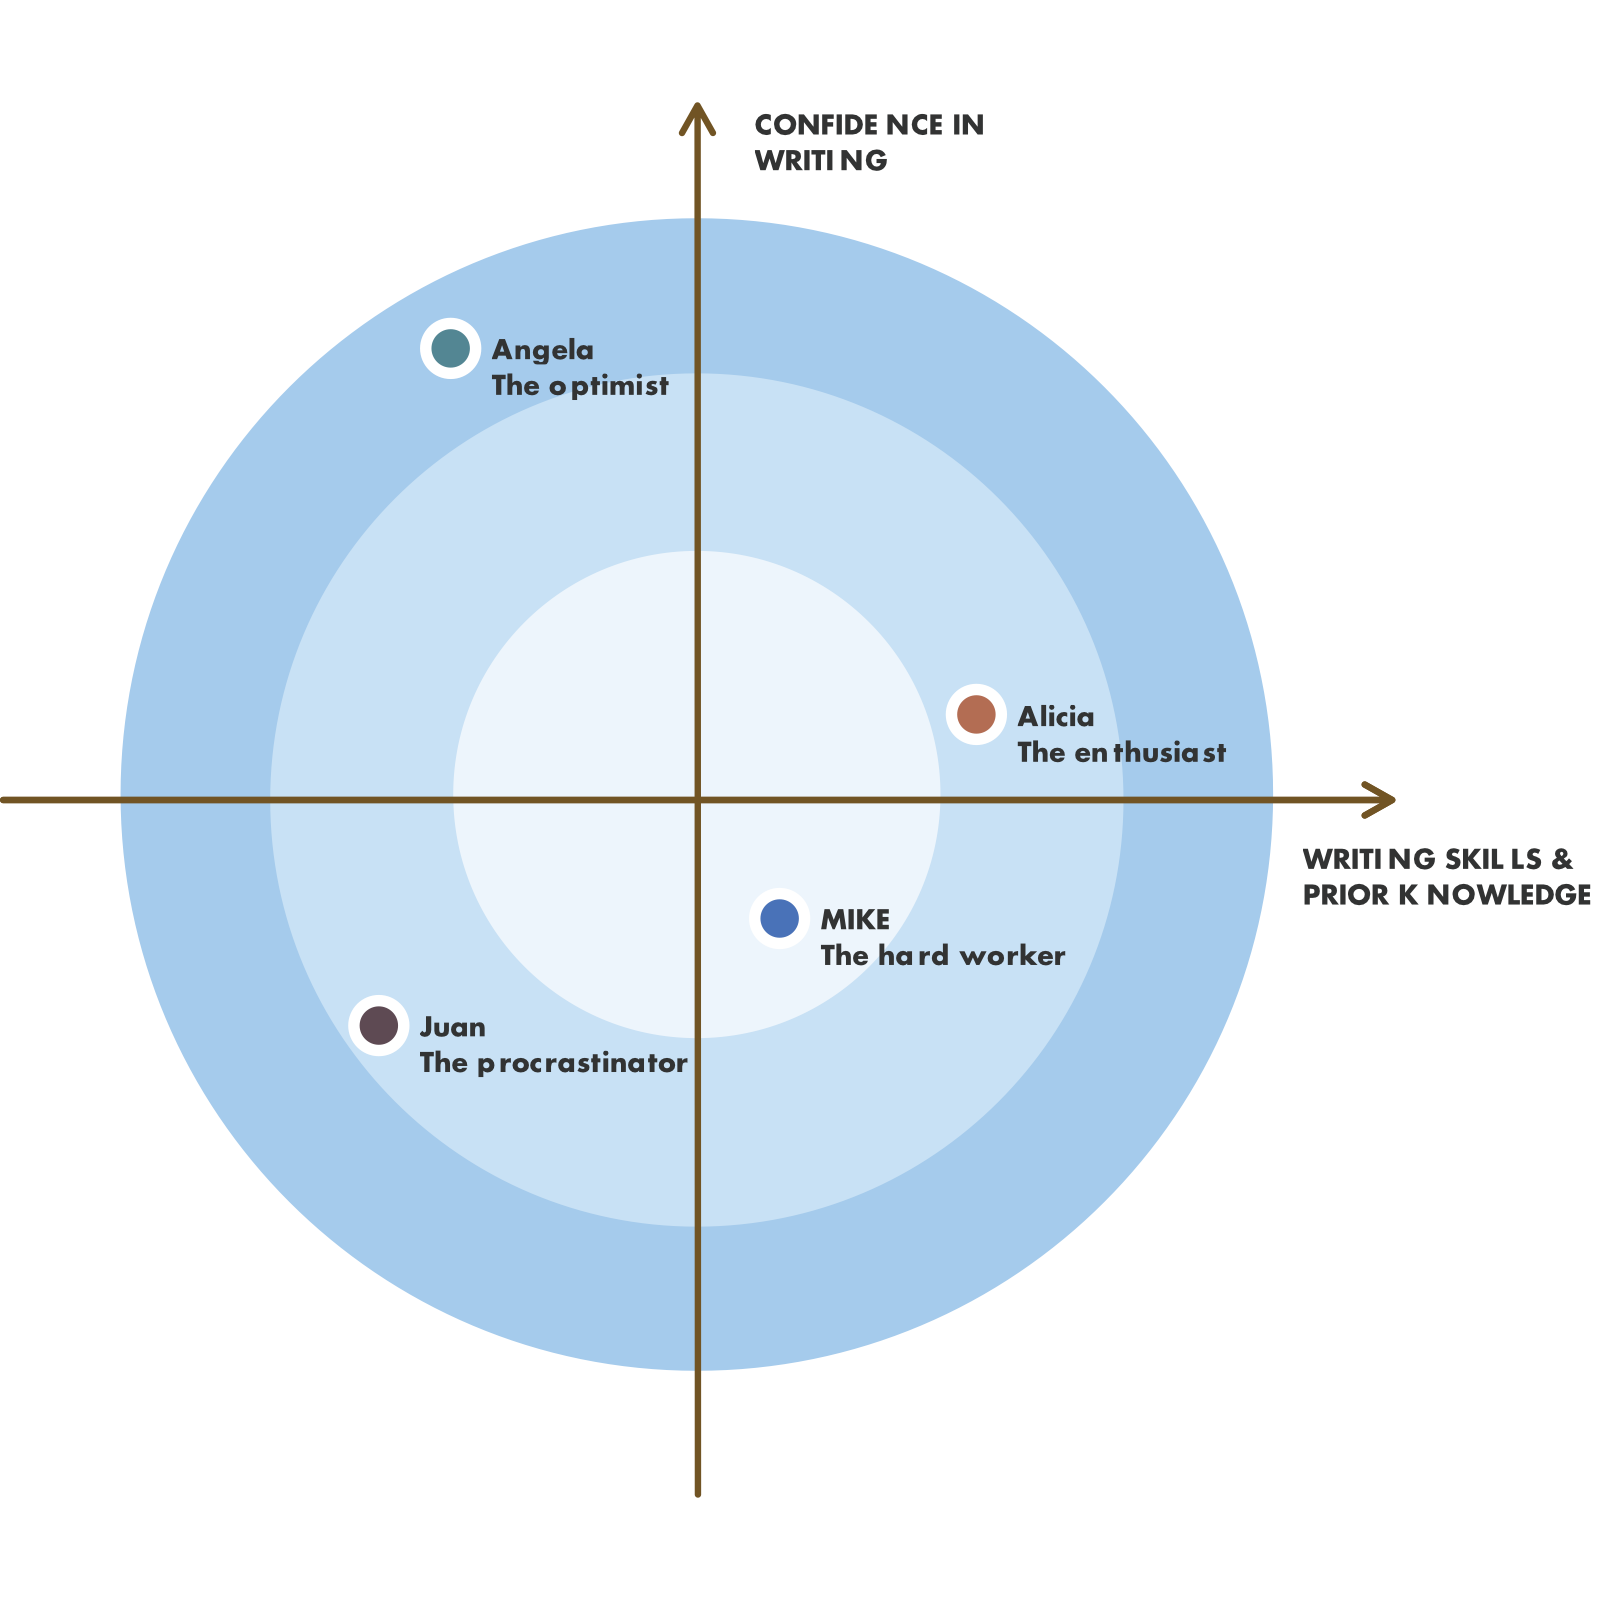 CONFIDENCE IN
WRITING
Angela
The optimist
Alicia
The enthusiast
WRITING SKILLS &
PRIOR KNOWLEDGE
MIKE
The hard worker
Juan
The procrastinator